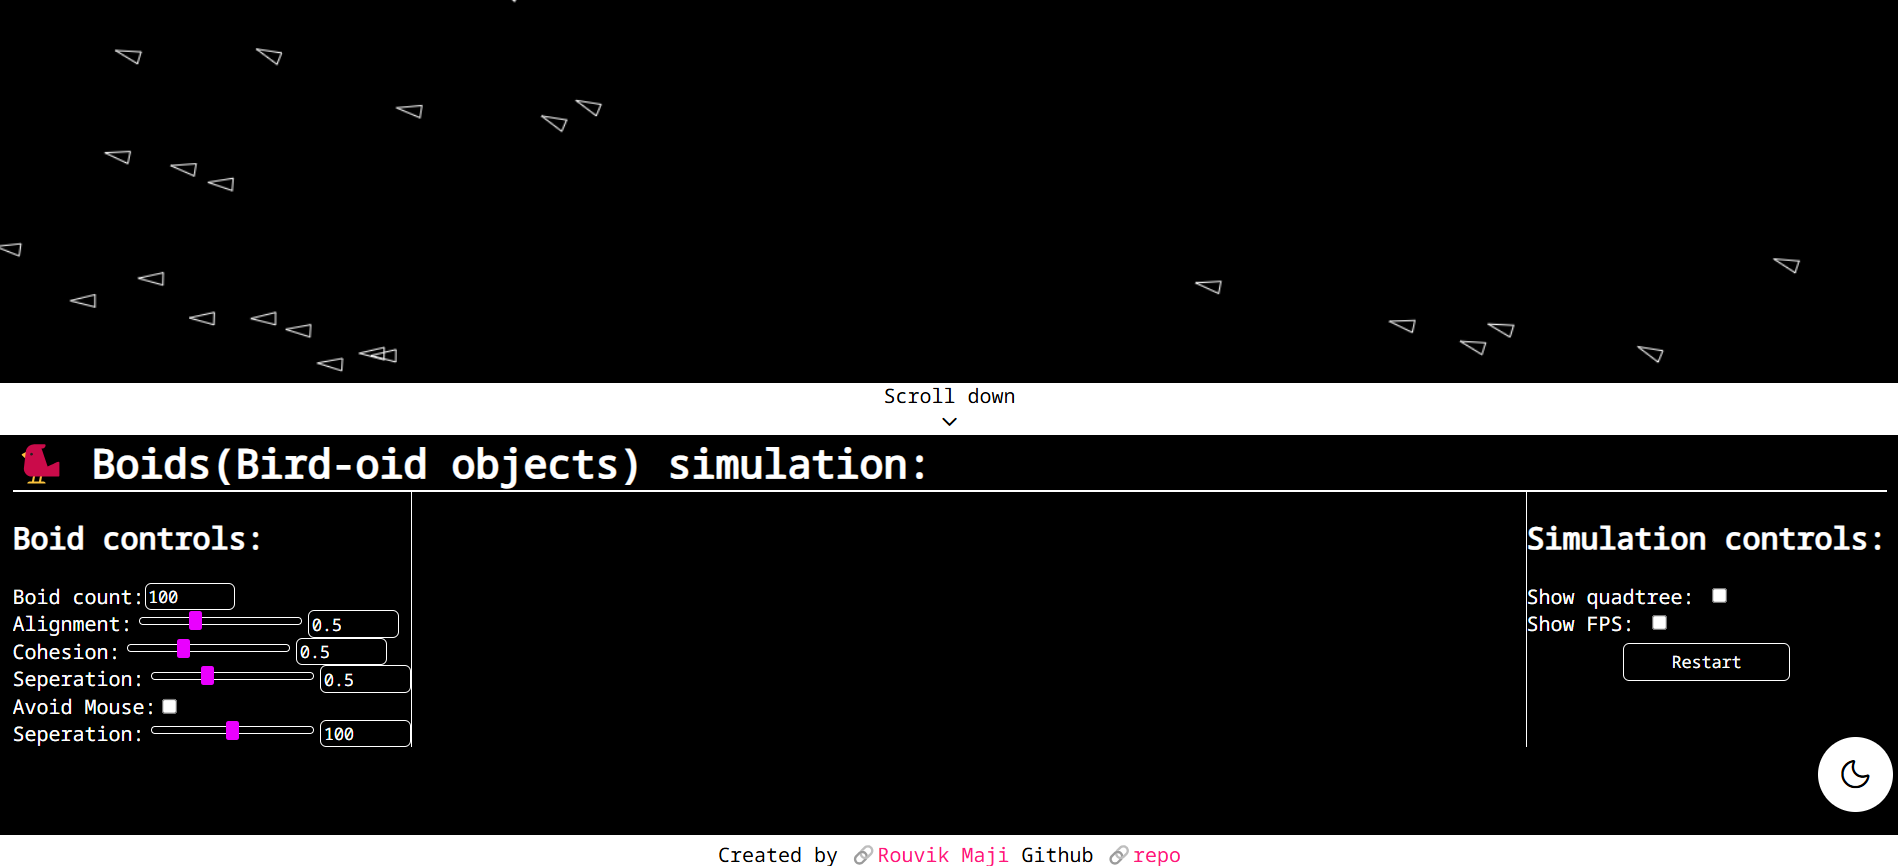 Scroll down
Boids(Bird-oid objects) simulation:
Boid controls:
Boid count: 100
Alignment: 0.5
Cohesion: 0.5
Seperation: 0.5
Avoid Mouse:
Seperation: 100
Simulation controls:
Show quadtree:
Show FPS:
Restart
Created by Rouvik Maji Github repo